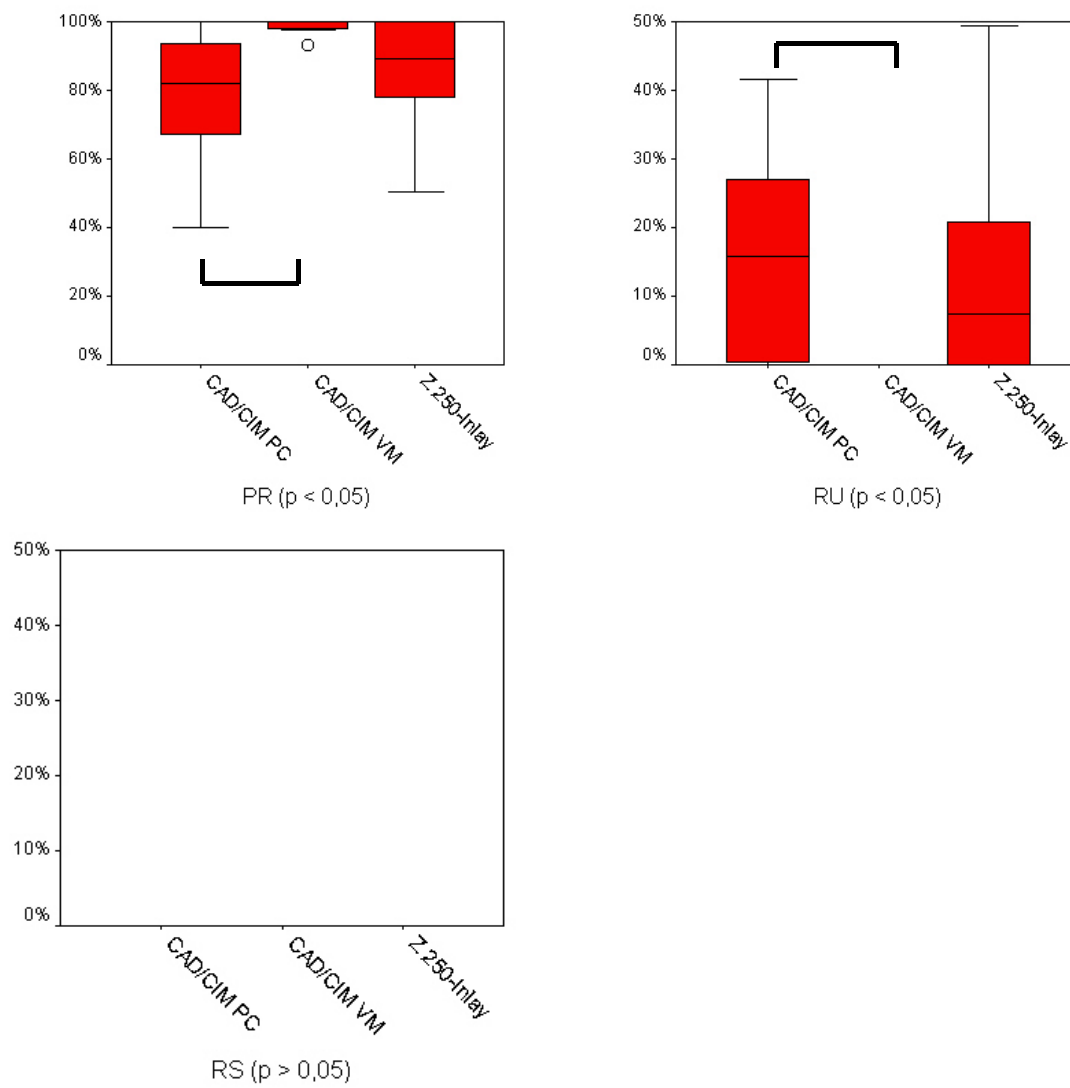 100%
80%
60%
40%
20%
0%
CAD/CIM PC
CAD/CIM VM
Z 250-Inlay
PR (p < 0,05)
50%
40%
30%
20%
10%
0%
CAD/CIM PC
CAD/CIM VM
Z 250-Inlay
RU (p < 0,05)
50%
40%
30%
20%
10%
0%
CAD/CIM PC
CAD/CIM VM
Z 250-Inlay
RS (p > 0,05)